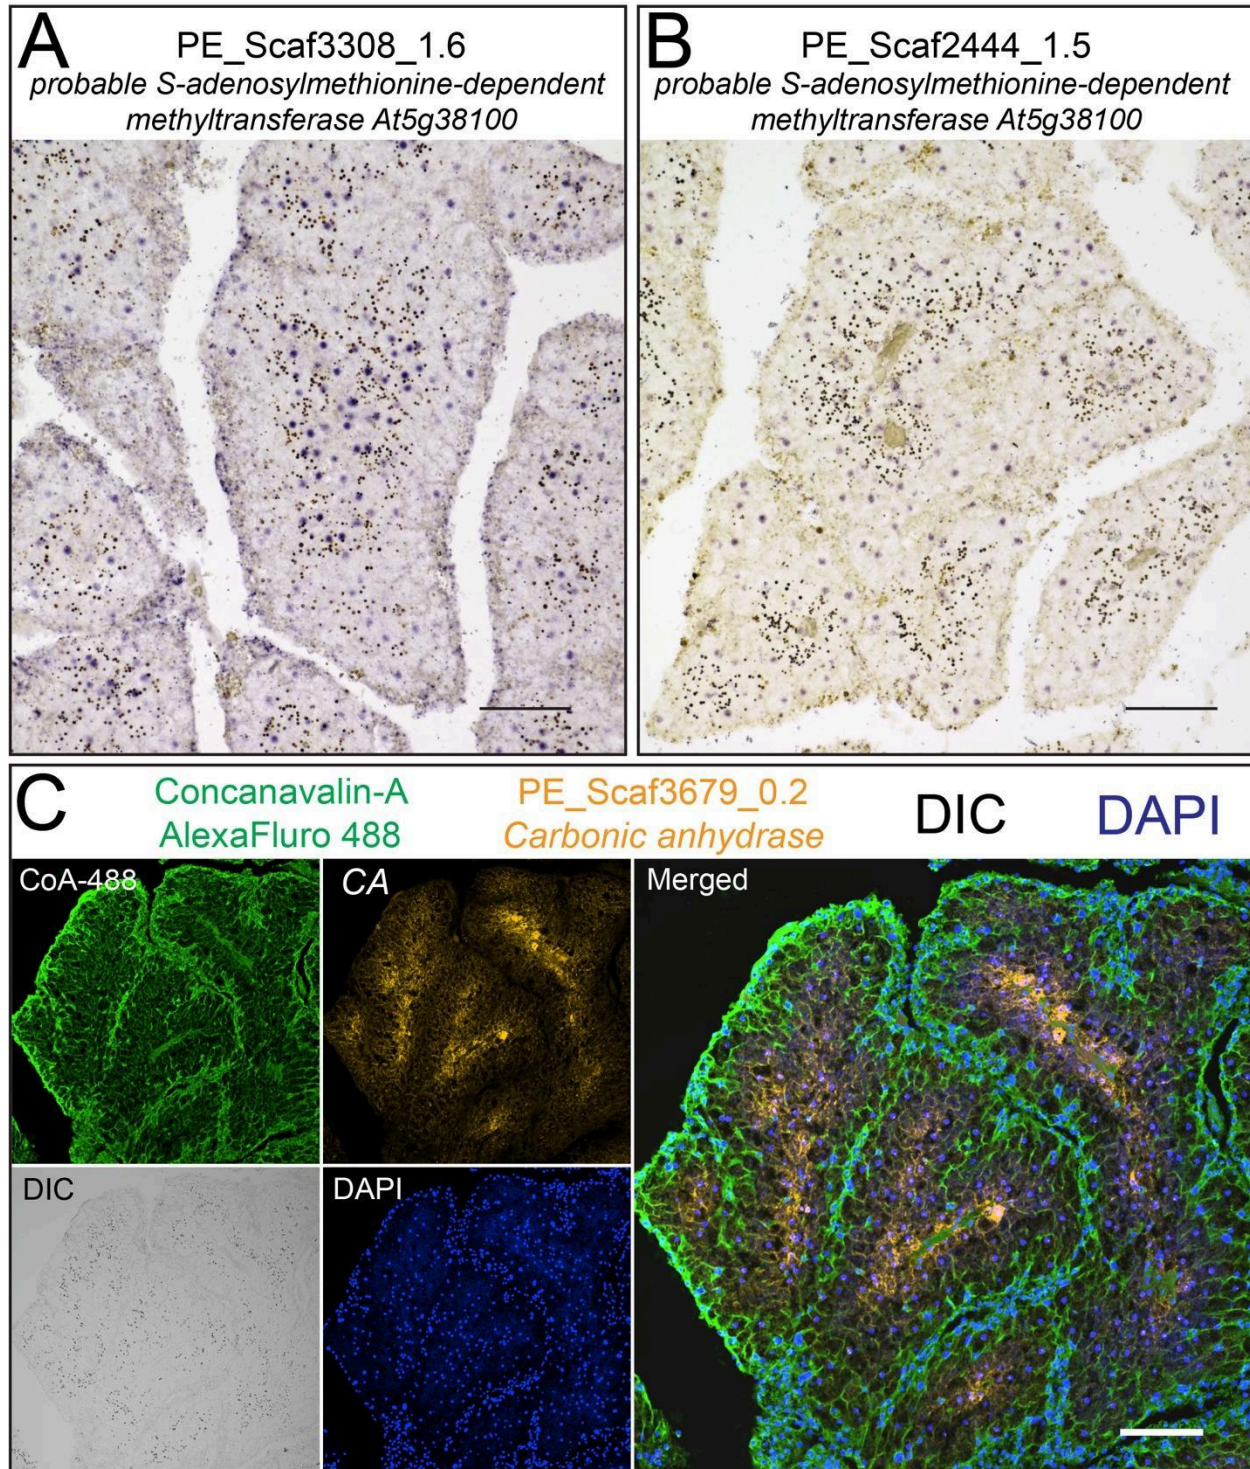 A
PE_Scaf3308_1.6
probable S-adenosylmethionine-dependent
methyltransferase At5g38100
B
PE_Scaf2444_1.5
probable S-adenosylmethionine-dependent
methyltransferase At5g38100
C
Concanavalin-A
AlexaFluro 488
PE_Scaf3679_0.2
Carbonic anhydrase
DIC
DAPI
CoA-488
CA
Merged
DIC
DAPI